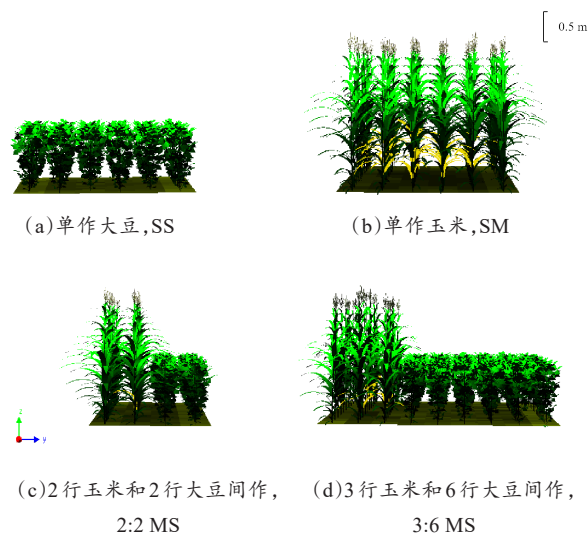 0.5 m
(a)单作大豆,SS
(b)单作玉米,SM
z
y
(c)2行玉米和2行大豆间作,
2:2 MS
(d)3行玉米和6行大豆间作,
3:6 MS